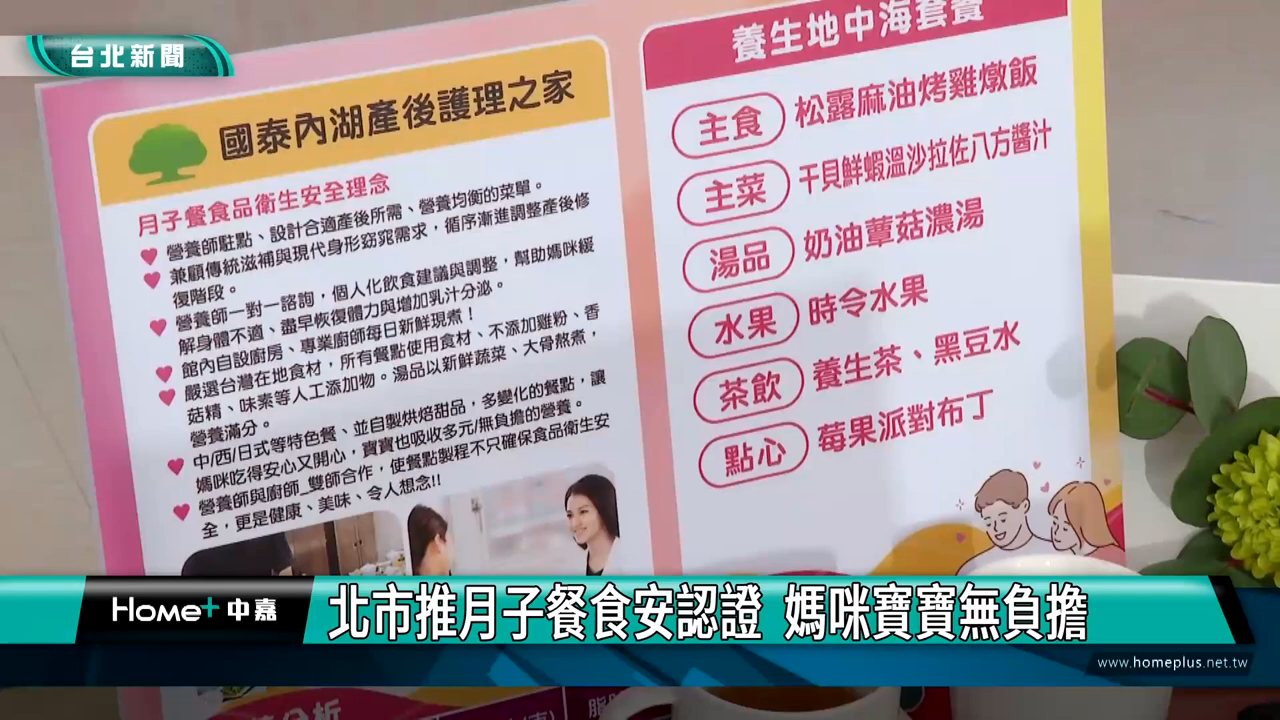 台北新聞
國泰內湖產後護理之家
月子餐食品衛生安全理念
營養師駐點、設計合適產後所需、營養均衡的菜單。
兼顧傳統滋補與現代身形窈窕需求，循序漸進調整產後修
復階段。
營養師一對一諮詢，個人化飲食建議與調整，幫助媽咪緩
解身體不適、盡早恢復體力與增加乳汁分泌。
館內自設廚房、專業廚師每日新鮮現煮！
嚴選台灣在地食材，所有餐點使用食材、不添加雞粉、香
菇精、味素等人工添加物。湯品以新鮮蔬菜、大骨熬煮，
營養滿分。
中/西/日式等特色餐、並自製烘焙甜品，多變化的餐點，讓
媽咪吃得安心又開心，寶寶也吸收多元/無負擔的營養。
營養師與廚師_雙師合作，使餐點製程不只確保食品衛生安
全，更是健康、美味、令人想念!!
養生地中海套餐
主食 松露麻油烤雞燉飯
主菜 干貝鮮蝦溫沙拉佐八方醬汁
湯品 奶油蕈菇濃湯
水果 時令水果
茶飲 養生茶、黑豆水
點心 莓果派對布丁
Home+中嘉
北市推月子餐食安認證 媽咪寶寶無負擔
www.homeplus.net.tw
分析